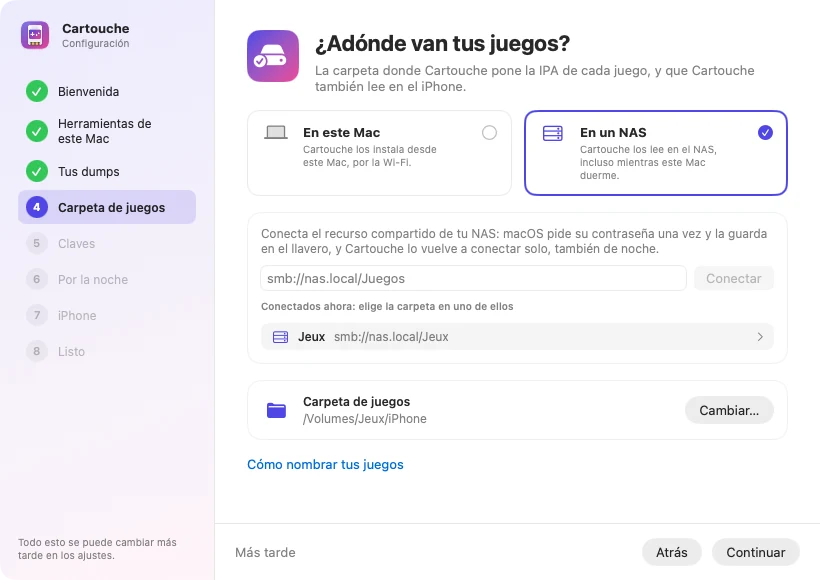 Cartouche
Configuración
Bienvenida
Herramientas de
este Mac
Tus dumps
4 Carpeta de juegos
5 Claves
6 Por la noche
7 iPhone
8 Listo
Todo esto se puede cambiar más
tarde en los ajustes.
¿Adónde van tus juegos?
La carpeta donde Cartouche pone la IPA de cada juego, y que Cartouche
también lee en el iPhone.
En este Mac
Cartouche los instala desde
este Mac, por la Wi-Fi.
En un NAS
Cartouche los lee en el NAS,
incluso mientras este Mac
duerme.
Conecta el recurso compartido de tu NAS: macOS pide su contraseña una vez y la guarda
en el llavero, y Cartouche lo vuelve a conectar solo, también de noche.
smb://nas.local/Juegos
Conectar
Conectados ahora: elige la carpeta en uno de ellos
Jeux smb://nas.local/Jeux
Carpeta de juegos
/Volumes/Jeux/iPhone
Cambiar...
Cómo nombrar tus juegos
Más tarde
Atrás
Continuar